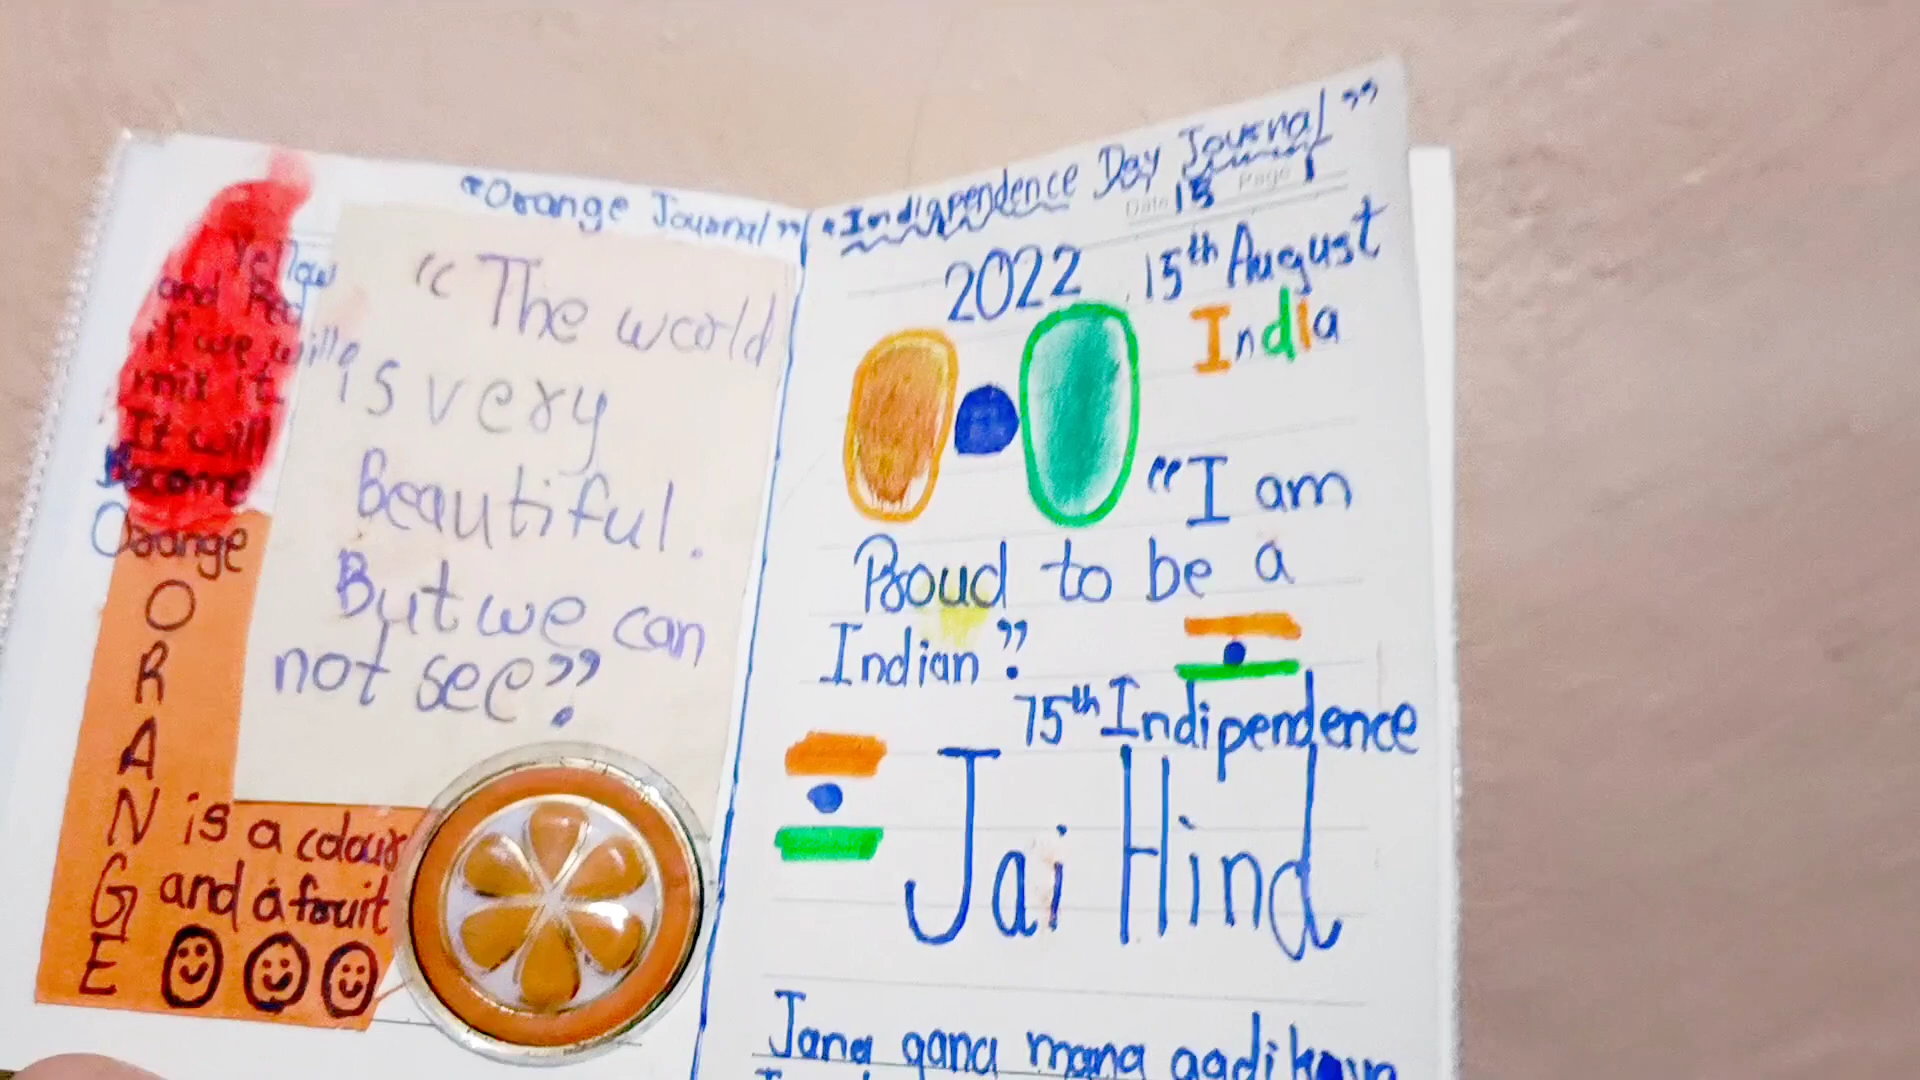 "Orange Journal"
Yellow
and Red
if we will
mix it.
It will
Become
Orange
"The world
is very
Beautiful.
But we can
not see".
O
R
A
N is a colour
G and a fruit
E
"Indipendence Day Journal"
Date 15 Page 1
2022 15th August
India
"I am
Proud to be a
Indian".
75th Indipendence
Jai Hind
Jana gana mana